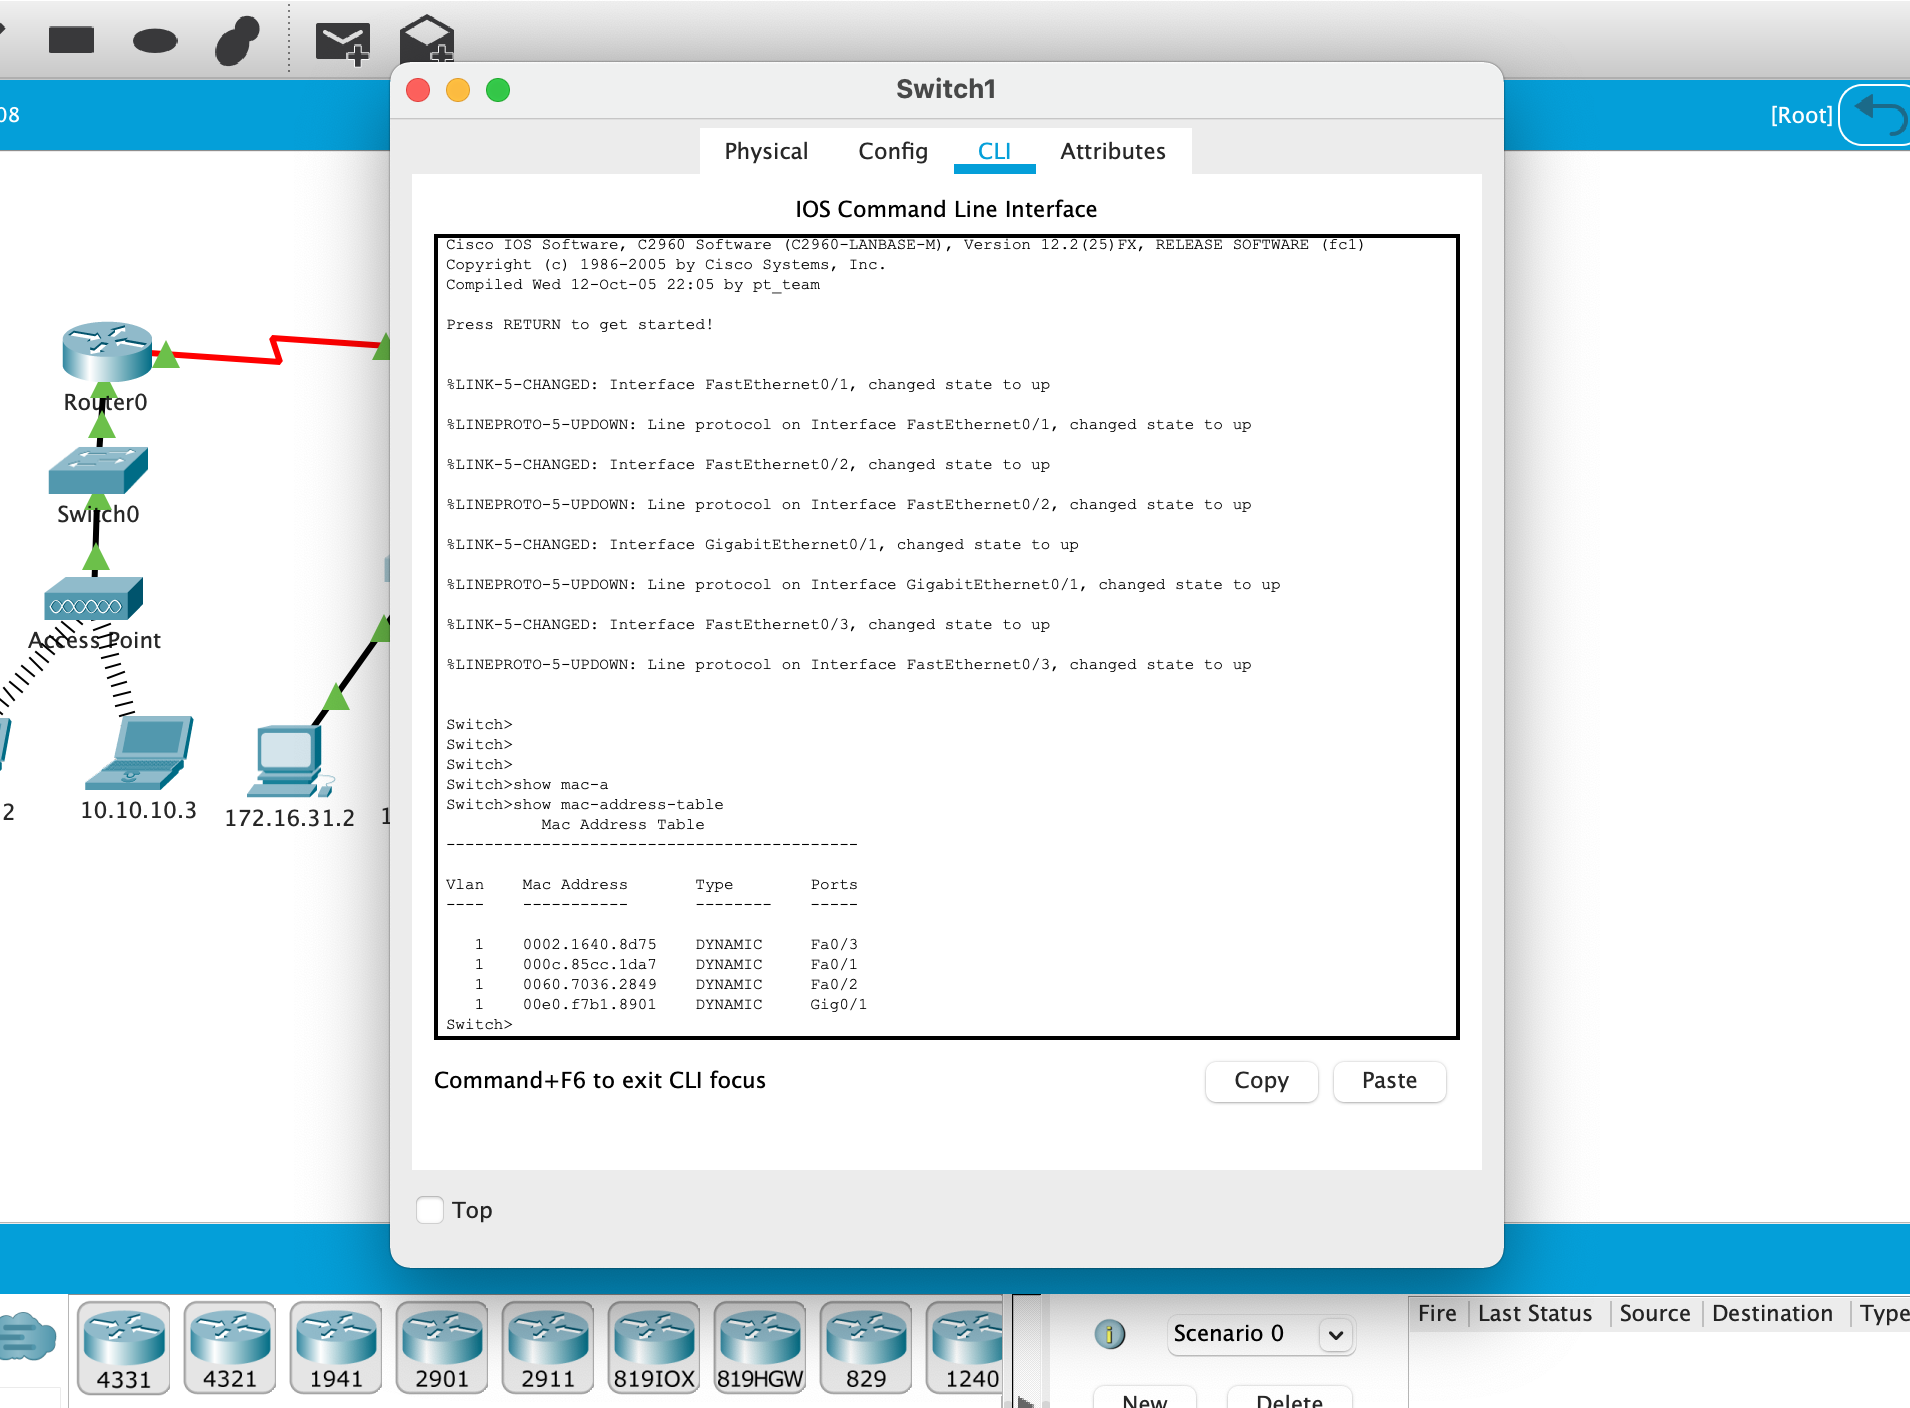 Switch1
08
[Root]
Physical Config CLI Attributes
IOS Command Line Interface
Cisco IOS Software, C2960 Software (C2960-LANBASE-M), Version 12.2(25)FX, RELEASE SOFTWARE (fc1)
Copyright (c) 1986-2005 by Cisco Systems, Inc.
Compiled Wed 12-Oct-05 22:05 by pt_team
Press RETURN to get started!
%LINK-5-CHANGED: Interface FastEthernet0/1, changed state to up
%LINEPROTO-5-UPDOWN: Line protocol on Interface FastEthernet0/1, changed state to up
%LINK-5-CHANGED: Interface FastEthernet0/2, changed state to up
%LINEPROTO-5-UPDOWN: Line protocol on Interface FastEthernet0/2, changed state to up
%LINK-5-CHANGED: Interface GigabitEthernet0/1, changed state to up
%LINEPROTO-5-UPDOWN: Line protocol on Interface GigabitEthernet0/1, changed state to up
%LINK-5-CHANGED: Interface FastEthernet0/3, changed state to up
%LINEPROTO-5-UPDOWN: Line protocol on Interface FastEthernet0/3, changed state to up
Switch>
Switch>
Switch>
Switch>show mac-a
Switch>show mac-address-table
Mac Address Table
-------------------------------------------
Vlan Mac Address Type Ports
---- ----------- -------- -----
1 0002.1640.8d75 DYNAMIC Fa0/3
1 000c.85cc.1da7 DYNAMIC Fa0/1
1 0060.7036.2849 DYNAMIC Fa0/2
1 00e0.f7b1.8901 DYNAMIC Gig0/1
Switch>
Command+F6 to exit CLI focus
Copy Paste
Top
Router0
Switch0
Access Point
2
10.10.10.3
172.16.31.2
1
4331 4321 1941 2901 2911 819IOX 819HGW 829 1240
Scenario 0
New Delete
Fire Last Status Source Destination Type